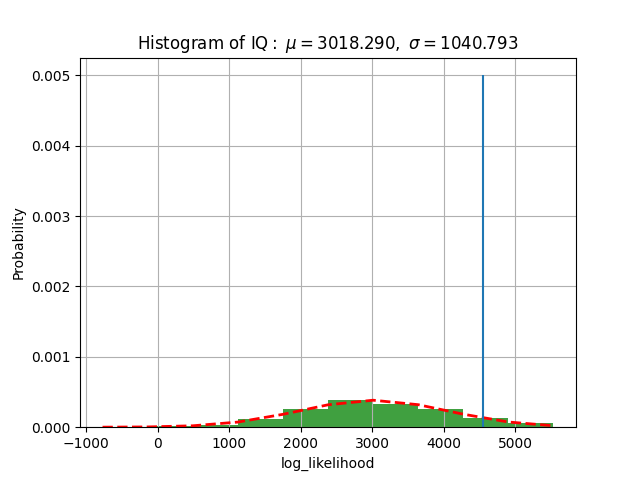 Histogram of IQ : μ = 3018.290, σ = 1040.793
0.005
0.004
0.003
0.002
0.001
0.000
Probability
−1000 0 1000 2000 3000 4000 5000
log_likelihood